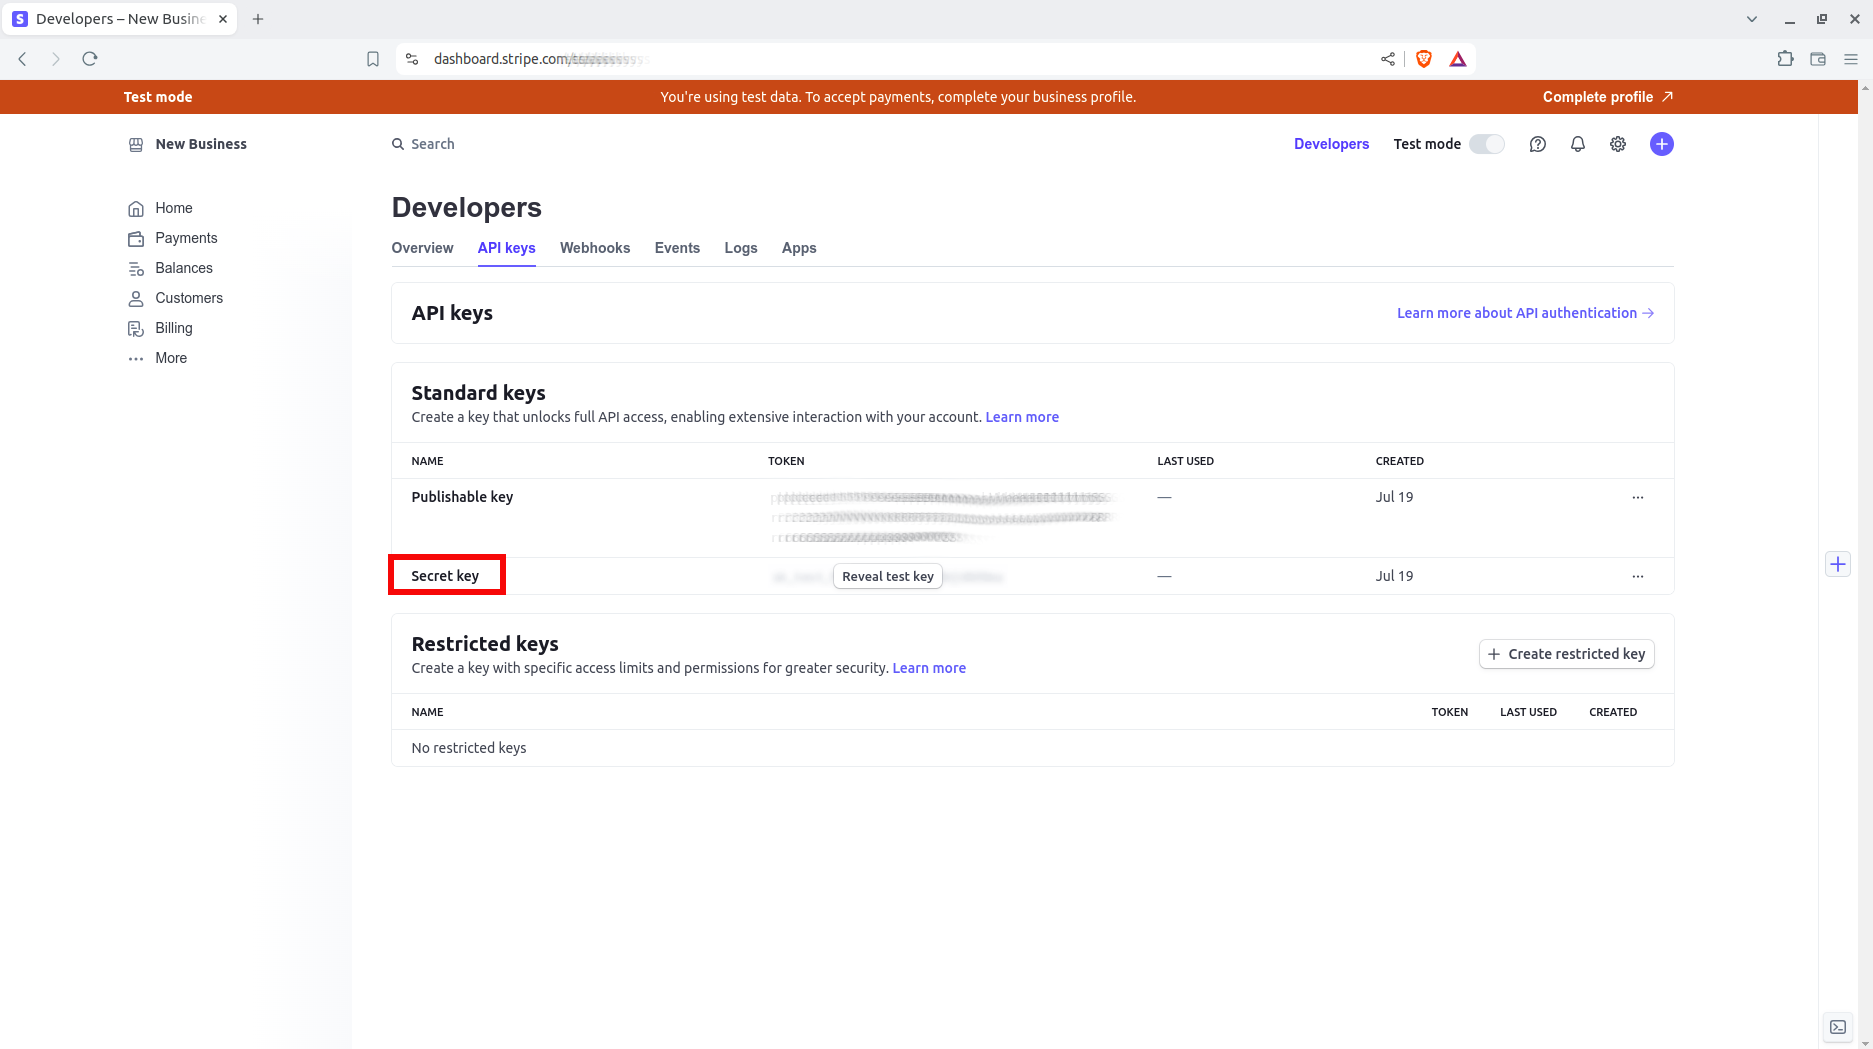 Developers – New Busine
dashboard.stripe.com/
Test mode
You're using test data. To accept payments, complete your business profile.
Complete profile
New Business
Search
Developers
Test mode
Home
Payments
Balances
Customers
Billing
More
Developers
Overview API keys Webhooks Events Logs Apps
API keys
Learn more about API authentication →
Standard keys
Create a key that unlocks full API access, enabling extensive interaction with your account. Learn more
NAME TOKEN LAST USED CREATED
Publishable key — Jul 19 ...
Secret key Reveal test key — Jul 19 ...
Restricted keys
Create a key with specific access limits and permissions for greater security. Learn more
+ Create restricted key
NAME TOKEN LAST USED CREATED
No restricted keys